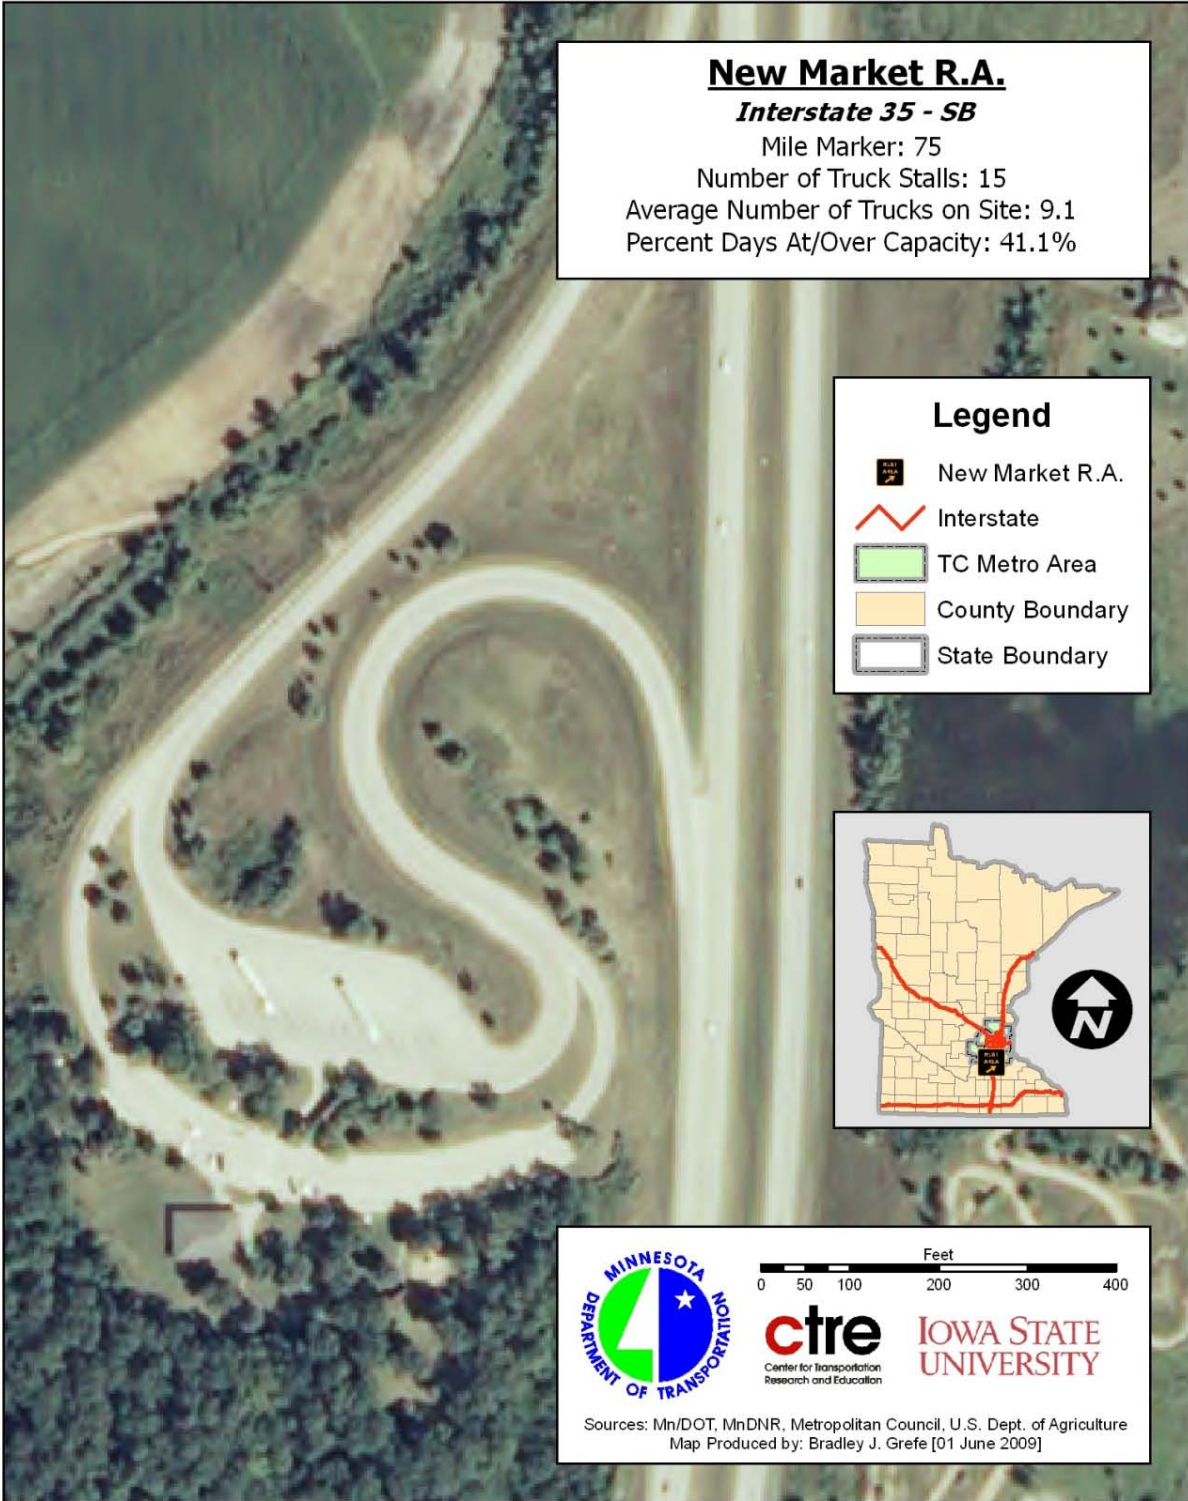 New Market R.A.
Interstate 35 - SB
Mile Marker: 75
Number of Truck Stalls: 15
Average Number of Trucks on Site: 9.1
Percent Days At/Over Capacity: 41.1%
Legend
REST
AREA
New Market R.A.
Interstate
TC Metro Area
County Boundary
State Boundary
REST
AREA
N
MINNESOTA
DEPARTMENT OF TRANSPORTATION
Feet
0 50 100 200 300 400
ctre
Center for Transportation
Research and Education
IOWA STATE
UNIVERSITY
Sources: Mn/DOT, MnDNR, Metropolitan Council, U.S. Dept. of Agriculture
Map Produced by: Bradley J. Grefe [01 June 2009]